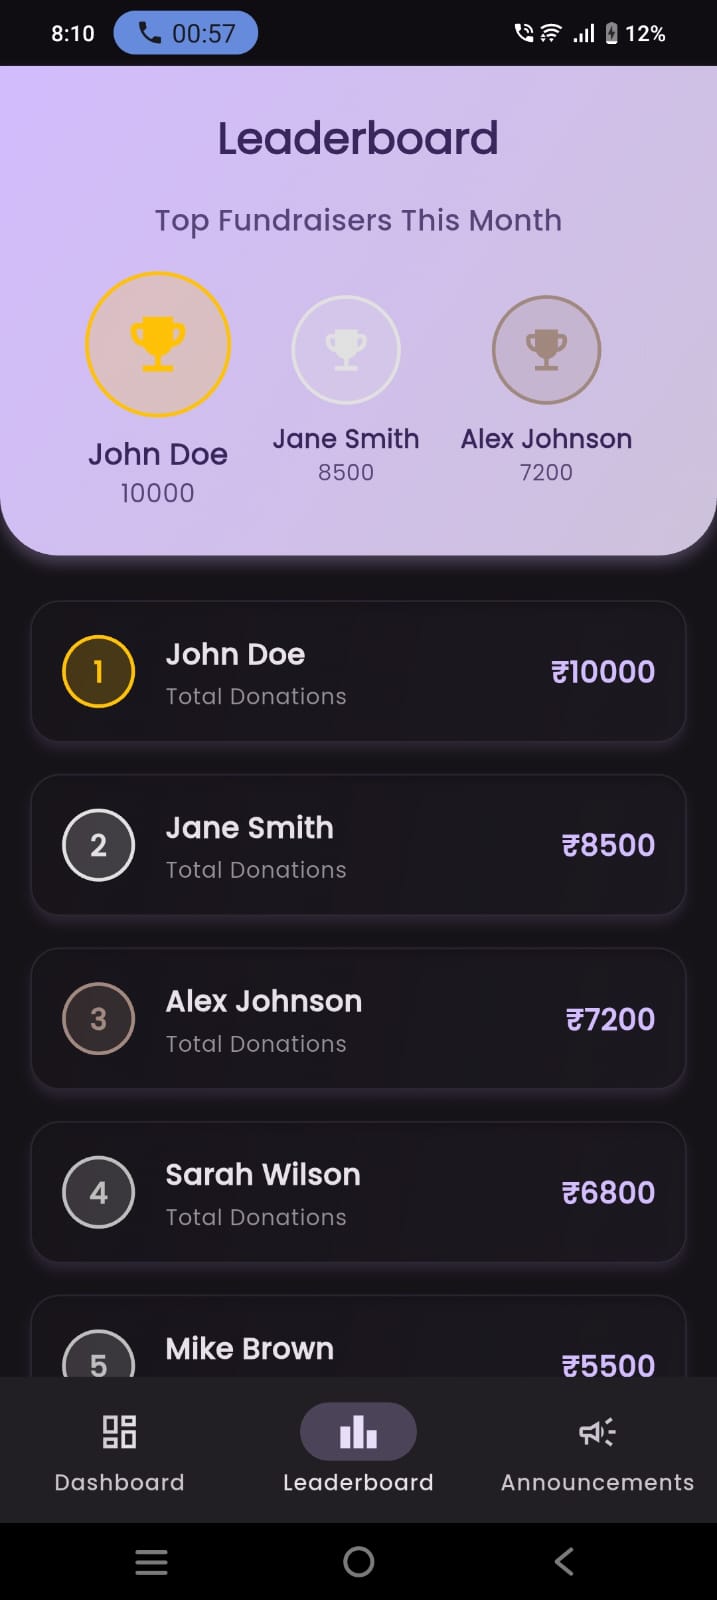 8:10 00:57 12%
Leaderboard
Top Fundraisers This Month
John Doe
10000
Jane Smith
8500
Alex Johnson
7200
1 John Doe ₹10000
Total Donations
2 Jane Smith ₹8500
Total Donations
3 Alex Johnson ₹7200
Total Donations
4 Sarah Wilson ₹6800
Total Donations
5 Mike Brown ₹5500
Dashboard Leaderboard Announcements